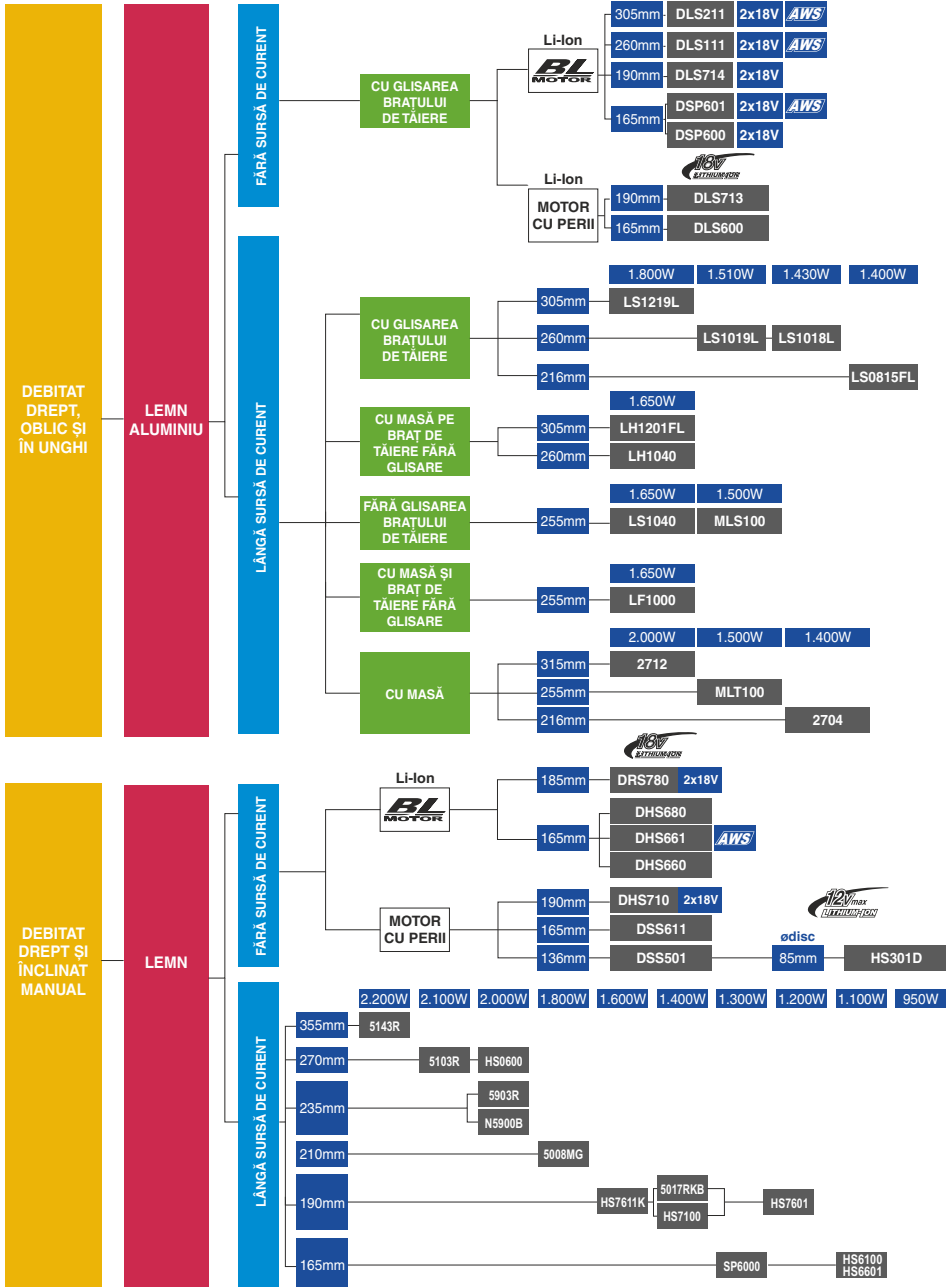 DEBITAT
DREPT,
OBLIC ȘI
ÎN UNGHI
LEMN
ALUMINIU
FĂRĂ SURSĂ DE CURENT
CU GLISAREA
BRAȚULUI
DE TĂIERE
Li-Ion
BL
MOTOR
305mm DLS211 2x18V AWS
260mm DLS111 2x18V AWS
190mm DLS714 2x18V
165mm DSP601 2x18V AWS
DSP600 2x18V
18V
LITHIUM-ION
Li-Ion
MOTOR
CU PERII
190mm DLS713
165mm DLS600
LÂNGĂ SURSĂ DE CURENT
CU GLISAREA
BRAȚULUI
DE TĂIERE
1.800W 1.510W 1.430W 1.400W
305mm LS1219L
260mm LS1019L LS1018L
216mm LS0815FL
CU MASĂ PE
BRAȚ DE
TĂIERE FĂRĂ
GLISARE
1.650W
305mm LH1201FL
260mm LH1040
FĂRĂ GLISAREA
BRAȚULUI
DE TĂIERE
1.650W 1.500W
255mm LS1040 MLS100
CU MASĂ ȘI
BRAȚ DE
TĂIERE FĂRĂ
GLISARE
1.650W
255mm LF1000
CU MASĂ
2.000W 1.500W 1.400W
315mm 2712
255mm MLT100
216mm 2704
DEBITAT
DREPT ȘI
ÎNCLINAT
MANUAL
LEMN
FĂRĂ SURSĂ DE CURENT
Li-Ion
BL
MOTOR
18V
LITHIUM-ION
185mm DRS780 2x18V
165mm DHS680
DHS661 AWS
DHS660
MOTOR
CU PERII
190mm DHS710 2x18V
165mm DSS611
12Vmax
LITHIUM-ION
ødisc
136mm DSS501 85mm HS301D
LÂNGĂ SURSĂ DE CURENT
2.200W 2.100W 2.000W 1.800W 1.600W 1.400W 1.300W 1.200W 1.100W 950W
355mm 5143R
270mm 5103R HS0600
235mm 5903R
N5900B
210mm 5008MG
190mm HS7611K 5017RKB HS7601
HS7100
165mm SP6000 HS6100
HS6601